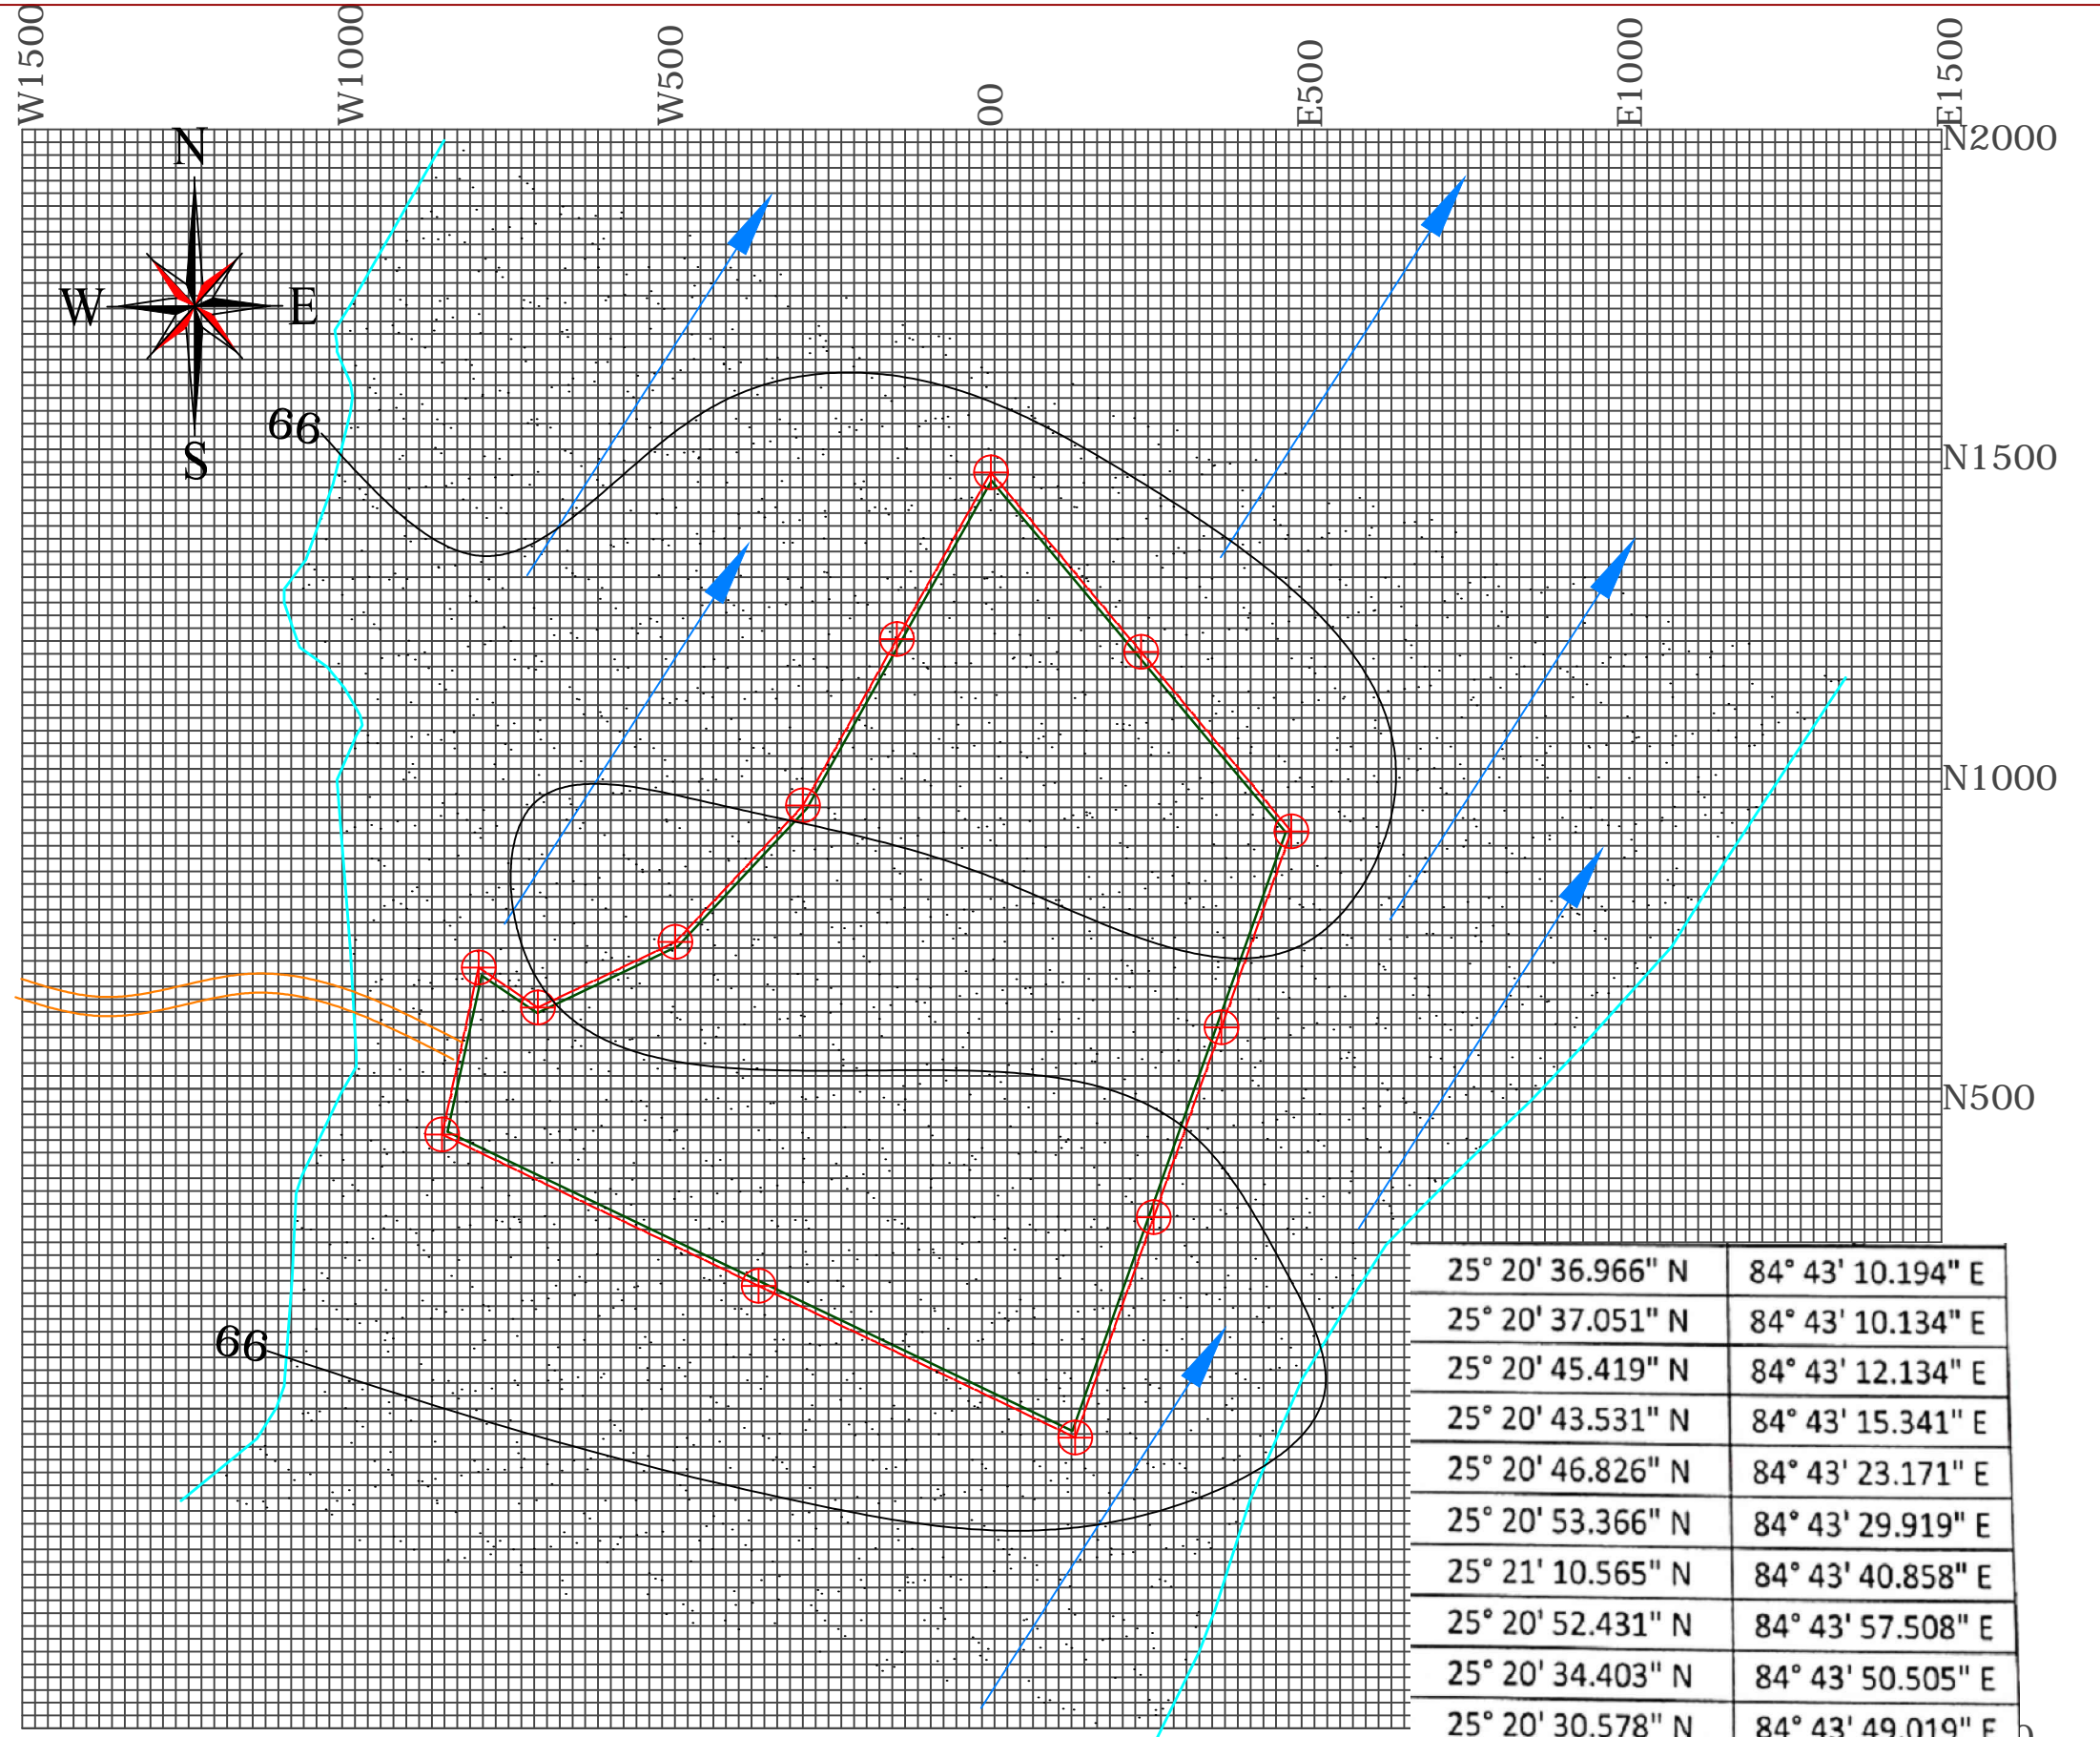 W1500 W1000 W500 00 E500 E1000 E1500
N2000
N
W E
S
66
N1500
N1000
N500
66
25° 20' 36.966" N 84° 43' 10.194" E
25° 20' 37.051" N 84° 43' 10.134" E
25° 20' 45.419" N 84° 43' 12.134" E
25° 20' 43.531" N 84° 43' 15.341" E
25° 20' 46.826" N 84° 43' 23.171" E
25° 20' 53.366" N 84° 43' 29.919" E
25° 21' 10.565" N 84° 43' 40.858" E
25° 20' 52.431" N 84° 43' 57.508" E
25° 20' 34.403" N 84° 43' 50.505" E
25° 20' 30.578" N 84° 43' 49.019" E